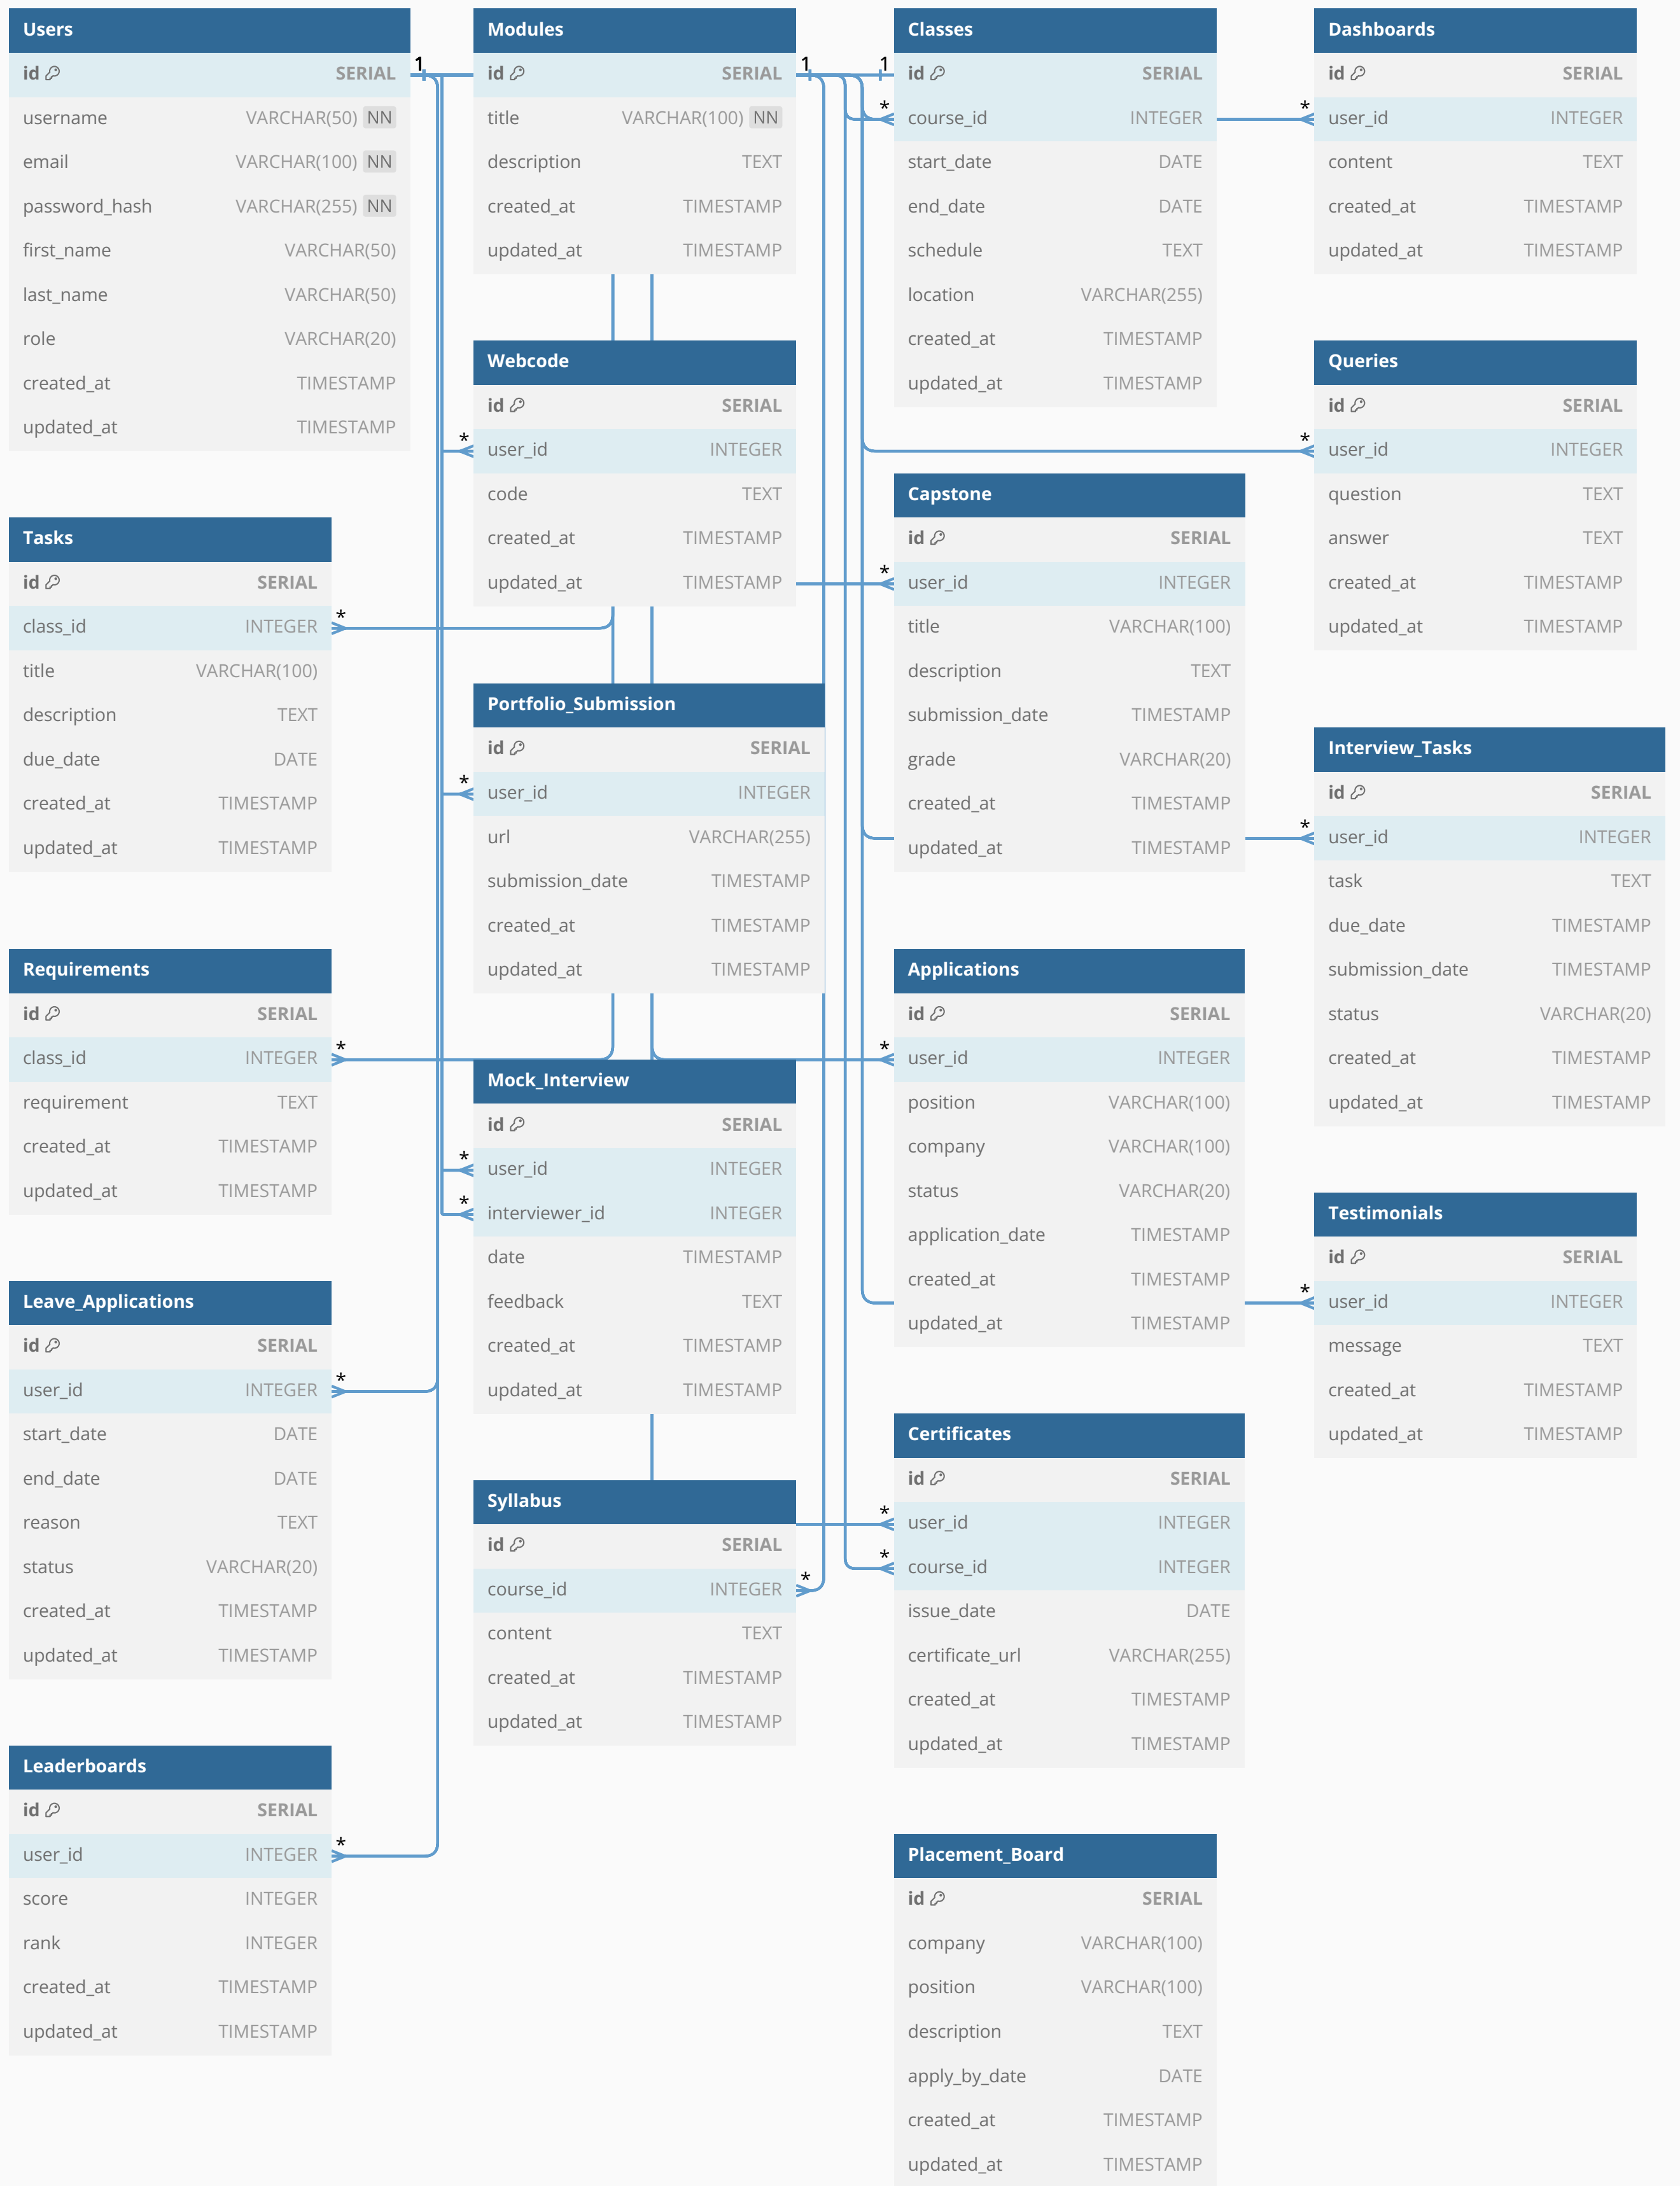 Users
id SERIAL
username VARCHAR(50) NN
email VARCHAR(100) NN
password_hash VARCHAR(255) NN
first_name VARCHAR(50)
last_name VARCHAR(50)
role VARCHAR(20)
created_at TIMESTAMP
updated_at TIMESTAMP
1
Tasks
id SERIAL
class_id INTEGER *
title VARCHAR(100)
description TEXT
due_date DATE
created_at TIMESTAMP
updated_at TIMESTAMP
Requirements
id SERIAL
class_id INTEGER *
requirement TEXT
created_at TIMESTAMP
updated_at TIMESTAMP
Leave_Applications
id SERIAL
user_id INTEGER *
start_date DATE
end_date DATE
reason TEXT
status VARCHAR(20)
created_at TIMESTAMP
updated_at TIMESTAMP
Leaderboards
id SERIAL
user_id INTEGER *
score INTEGER
rank INTEGER
created_at TIMESTAMP
updated_at TIMESTAMP
Modules
id SERIAL 1
title VARCHAR(100) NN
description TEXT
created_at TIMESTAMP
updated_at TIMESTAMP
Webcode
id SERIAL
* user_id INTEGER
code TEXT
created_at TIMESTAMP
updated_at TIMESTAMP
Portfolio_Submission
id SERIAL
* user_id INTEGER
url VARCHAR(255)
submission_date TIMESTAMP
created_at TIMESTAMP
updated_at TIMESTAMP
Mock_Interview
id SERIAL
* user_id INTEGER
* interviewer_id INTEGER
date TIMESTAMP
feedback TEXT
created_at TIMESTAMP
updated_at TIMESTAMP
Syllabus
id SERIAL
course_id INTEGER *
content TEXT
created_at TIMESTAMP
updated_at TIMESTAMP
Classes
1 id SERIAL
* course_id INTEGER
start_date DATE
end_date DATE
schedule TEXT
location VARCHAR(255)
created_at TIMESTAMP
updated_at TIMESTAMP
Capstone
id SERIAL
* user_id INTEGER
title VARCHAR(100)
description TEXT
submission_date TIMESTAMP
grade VARCHAR(20)
created_at TIMESTAMP
updated_at TIMESTAMP
Applications
id SERIAL
* user_id INTEGER
position VARCHAR(100)
company VARCHAR(100)
status VARCHAR(20)
application_date TIMESTAMP
created_at TIMESTAMP
updated_at TIMESTAMP
Certificates
id SERIAL
* user_id INTEGER
* course_id INTEGER
issue_date DATE
certificate_url VARCHAR(255)
created_at TIMESTAMP
updated_at TIMESTAMP
Placement_Board
id SERIAL
company VARCHAR(100)
position VARCHAR(100)
description TEXT
apply_by_date DATE
created_at TIMESTAMP
updated_at TIMESTAMP
Dashboards
id SERIAL
* user_id INTEGER
content TEXT
created_at TIMESTAMP
updated_at TIMESTAMP
Queries
id SERIAL
* user_id INTEGER
question TEXT
answer TEXT
created_at TIMESTAMP
updated_at TIMESTAMP
Interview_Tasks
id SERIAL
* user_id INTEGER
task TEXT
due_date TIMESTAMP
submission_date TIMESTAMP
status VARCHAR(20)
created_at TIMESTAMP
updated_at TIMESTAMP
Testimonials
id SERIAL
* user_id INTEGER
message TEXT
created_at TIMESTAMP
updated_at TIMESTAMP